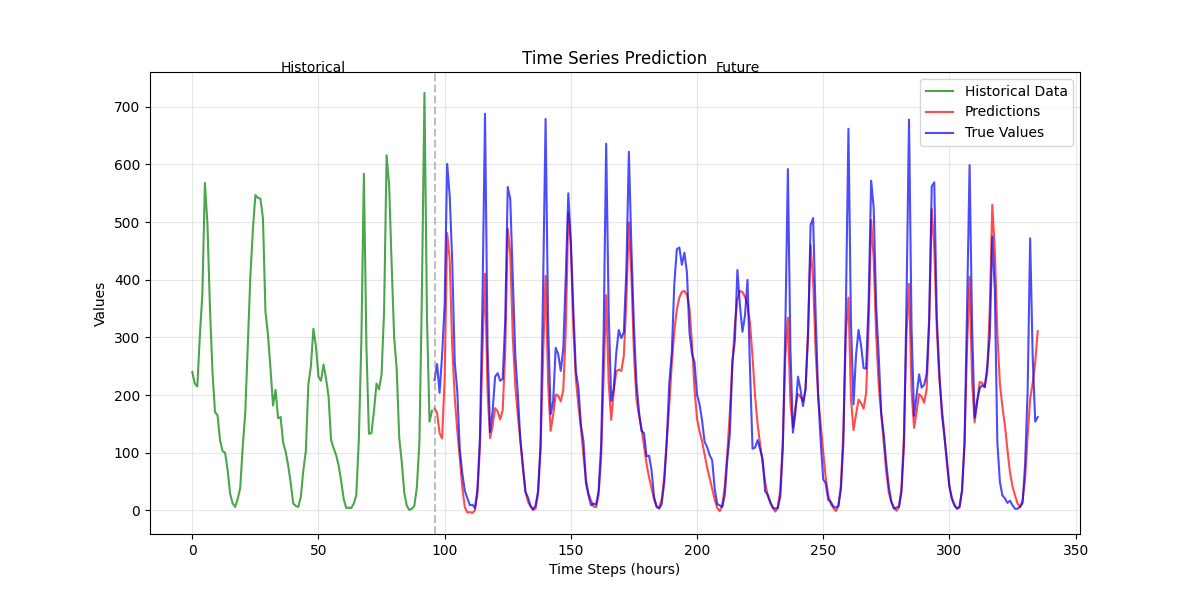 Time Series Prediction
Historical
Future
Historical Data
Predictions
True Values
Values
700
600
500
400
300
200
100
0
0
50
100
150
200
250
300
350
Time Steps (hours)